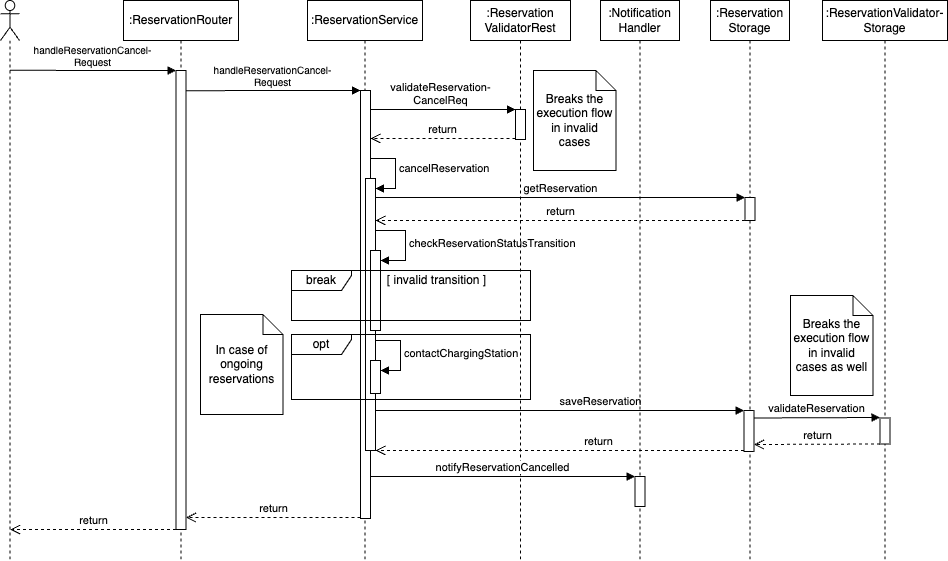 :ReservationRouter
:ReservationService
:Reservation
ValidatorRest
:Notification
Handler
:Reservation
Storage
:ReservationValidator-
Storage
handleReservationCancel-
Request
handleReservationCancel-
Request
validateReservation-
CancelReq
Breaks the
execution flow
in invalid
cases
return
cancelReservation
getReservation
return
checkReservationStatusTransition
break
[ invalid transition ]
In case of
ongoing
reservations
opt
contactChargingStation
Breaks the
execution flow
in invalid
cases as well
saveReservation
validateReservation
return
return
notifyReservationCancelled
return
return